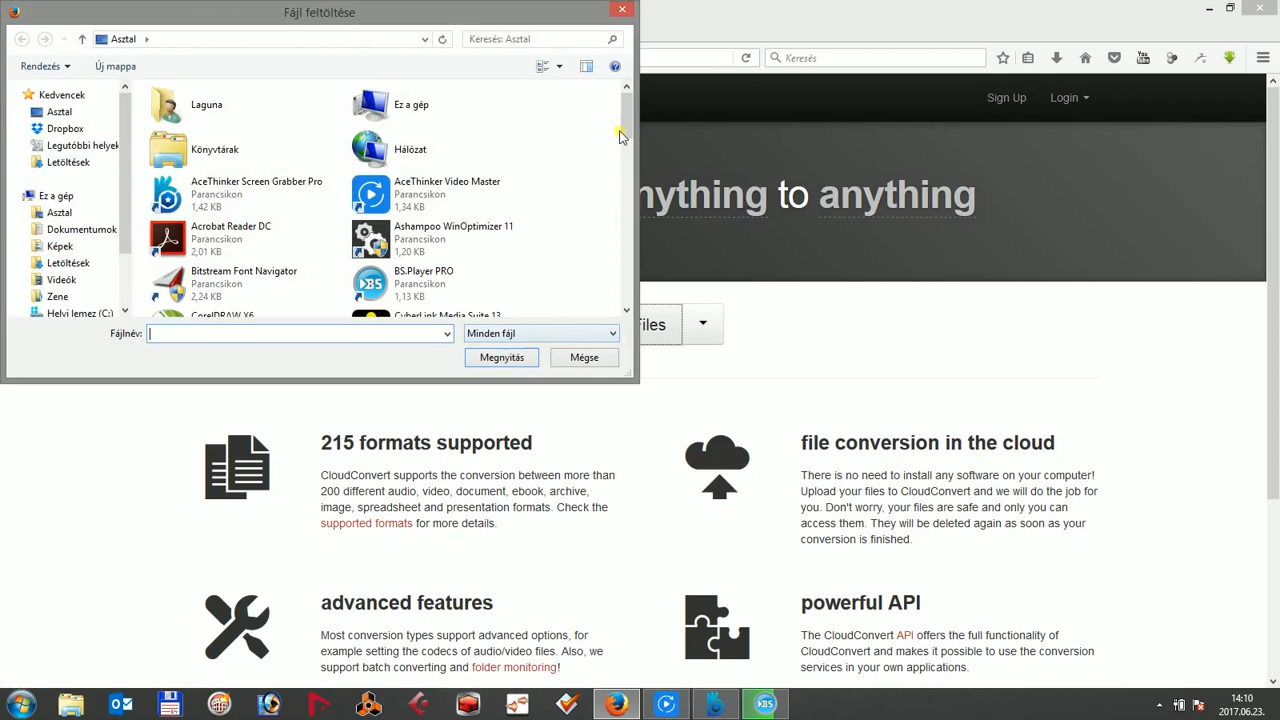 Fájl feltöltése
Asztal
Keresés: Asztal
Keresés
Rendezés
Új mappa
Kedvencek
Asztal
Dropbox
Legutóbbi helyek
Letöltések
Ez a gép
Asztal
Dokumentumok
Képek
Letöltések
Videók
Zene
Helyi lemez (C:)
Laguna
Ez a gép
Könyvtárak
Hálózat
AceThinker Screen Grabber Pro
Parancsikon
1,42 KB
AceThinker Video Master
Parancsikon
1,34 KB
Acrobat Reader DC
Parancsikon
2,01 KB
Ashampoo WinOptimizer 11
Parancsikon
1,20 KB
Bitstream Font Navigator
Parancsikon
2,24 KB
BS.Player PRO
Parancsikon
1,13 KB
CorelDRAW X6
CyberLink Media Suite 13
Fájlnév:
Minden fájl
Megnyitás
Mégse
Sign Up
Login
nything to anything
Files
215 formats supported
CloudConvert supports the conversion between more than
200 different audio, video, document, ebook, archive,
image, spreadsheet and presentation formats. Check the
supported formats for more details.
file conversion in the cloud
There is no need to install any software on your computer!
Upload your files to CloudConvert and we will do the job for
you. Don't worry, your files are safe and only you can
access them. They will be deleted again as soon as your
conversion is finished.
advanced features
Most conversion types support advanced options, for
example setting the codecs of audio/video files. Also, we
support batch converting and folder monitoring!
powerful API
The CloudConvert API offers the full functionality of
CloudConvert and makes it possible to use the conversion
services in your own applications.
14:10
2017.06.23.